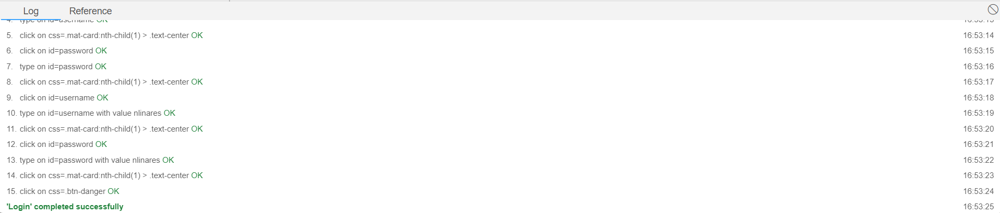 Log Reference
4. type on id=username OK 16:53:13
5. click on css=.mat-card:nth-child(1) > .text-center OK 16:53:14
6. click on id=password OK 16:53:15
7. type on id=password OK 16:53:16
8. click on css=.mat-card:nth-child(1) > .text-center OK 16:53:17
9. click on id=username OK 16:53:18
10. type on id=username with value nlinares OK 16:53:19
11. click on css=.mat-card:nth-child(1) > .text-center OK 16:53:20
12. click on id=password OK 16:53:21
13. type on id=password with value nlinares OK 16:53:22
14. click on css=.mat-card:nth-child(1) > .text-center OK 16:53:23
15. click on css=.btn-danger OK 16:53:24
'Login' completed successfully 16:53:25